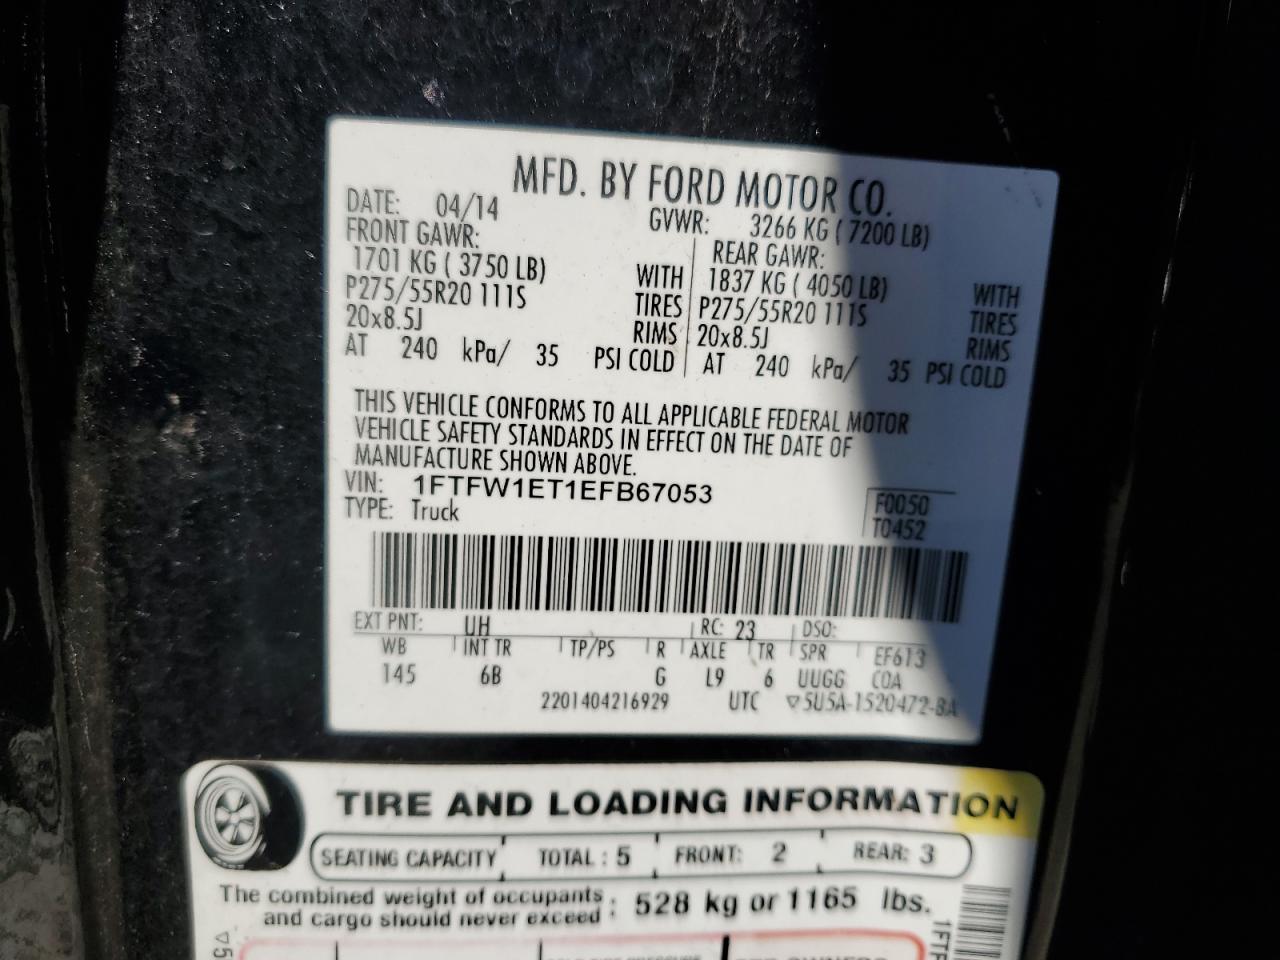 MFD. BY FORD MOTOR CO.
DATE: 04/14 GVWR: 3266 KG ( 7200 LB)
FRONT GAWR: REAR GAWR:
1701 KG ( 3750 LB) WITH 1837 KG ( 4050 LB) WITH
P275/55R20 111S TIRES P275/55R20 111S TIRES
20x8.5J RIMS 20x8.5J RIMS
AT 240 kPa/ 35 PSI COLD AT 240 kPa/ 35 PSI COLD
THIS VEHICLE CONFORMS TO ALL APPLICABLE FEDERAL MOTOR
VEHICLE SAFETY STANDARDS IN EFFECT ON THE DATE OF
MANUFACTURE SHOWN ABOVE.
VIN: 1FTFW1ET1EFB67053 F0050
TYPE: Truck T0452
EXT PNT: UH RC: 23 DSO:
WB INT TR TP/PS R AXLE TR SPR EF613
145 6B G L9 6 UUGG COA
2201404216929 UTC ▽5U5A-1520472-BA
TIRE AND LOADING INFORMATION
SEATING CAPACITY TOTAL : 5 FRONT: 2 REAR: 3
The combined weight of occupants
and cargo should never exceed : 528 kg or 1165 lbs.